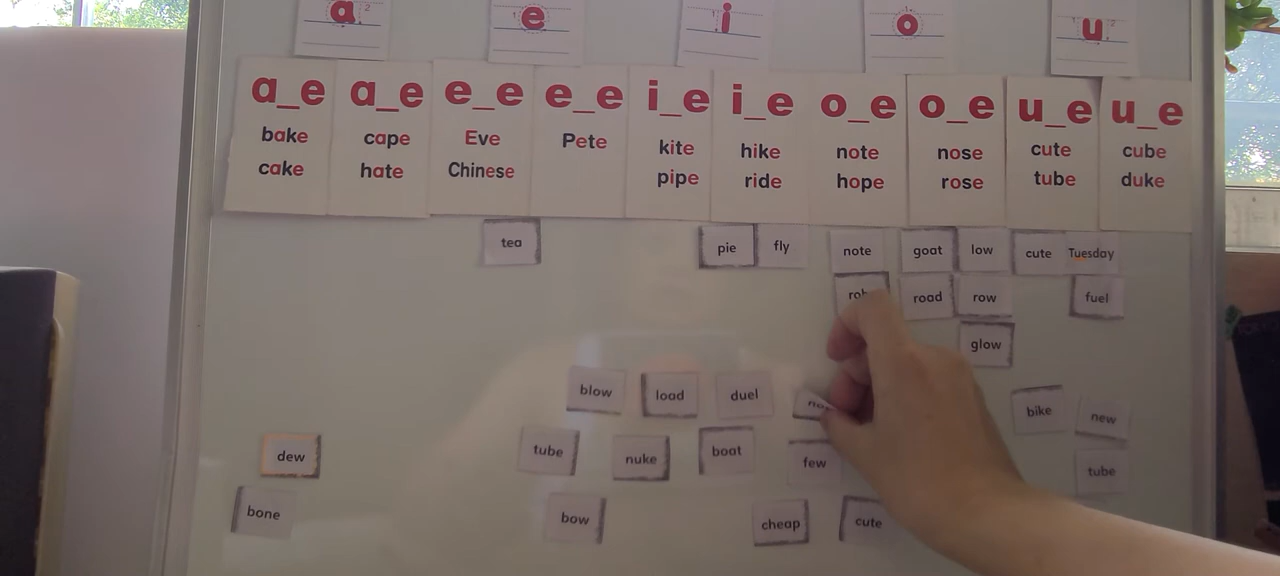 a e i o u
a_e a_e e_e e_e i_e i_e o_e o_e u_e u_e
bake cape Eve Pete kite hike note nose cute cube
cake hate Chinese pipe ride hope rose tube duke
tea pie fly note goat low cute Tuesday
road row fuel
glow
blow load duel bike new
dew tube nuke boat few tube
bone bow cheap cute